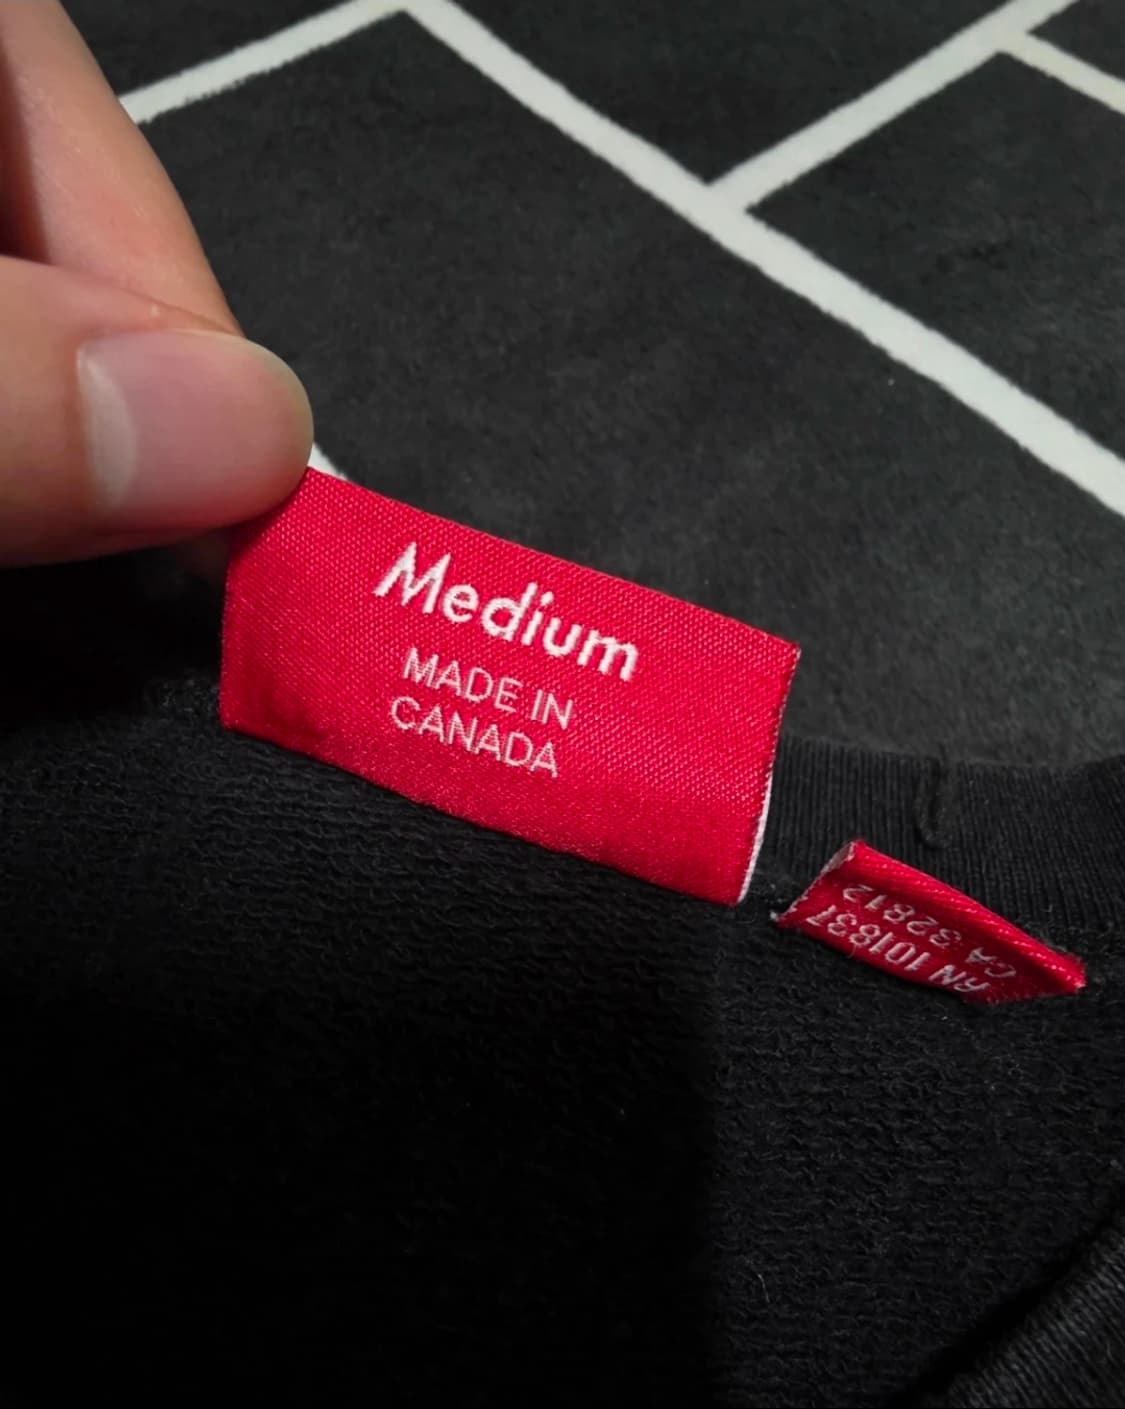 Medium
MADE IN
CANADA
RN 101837
CA 32812